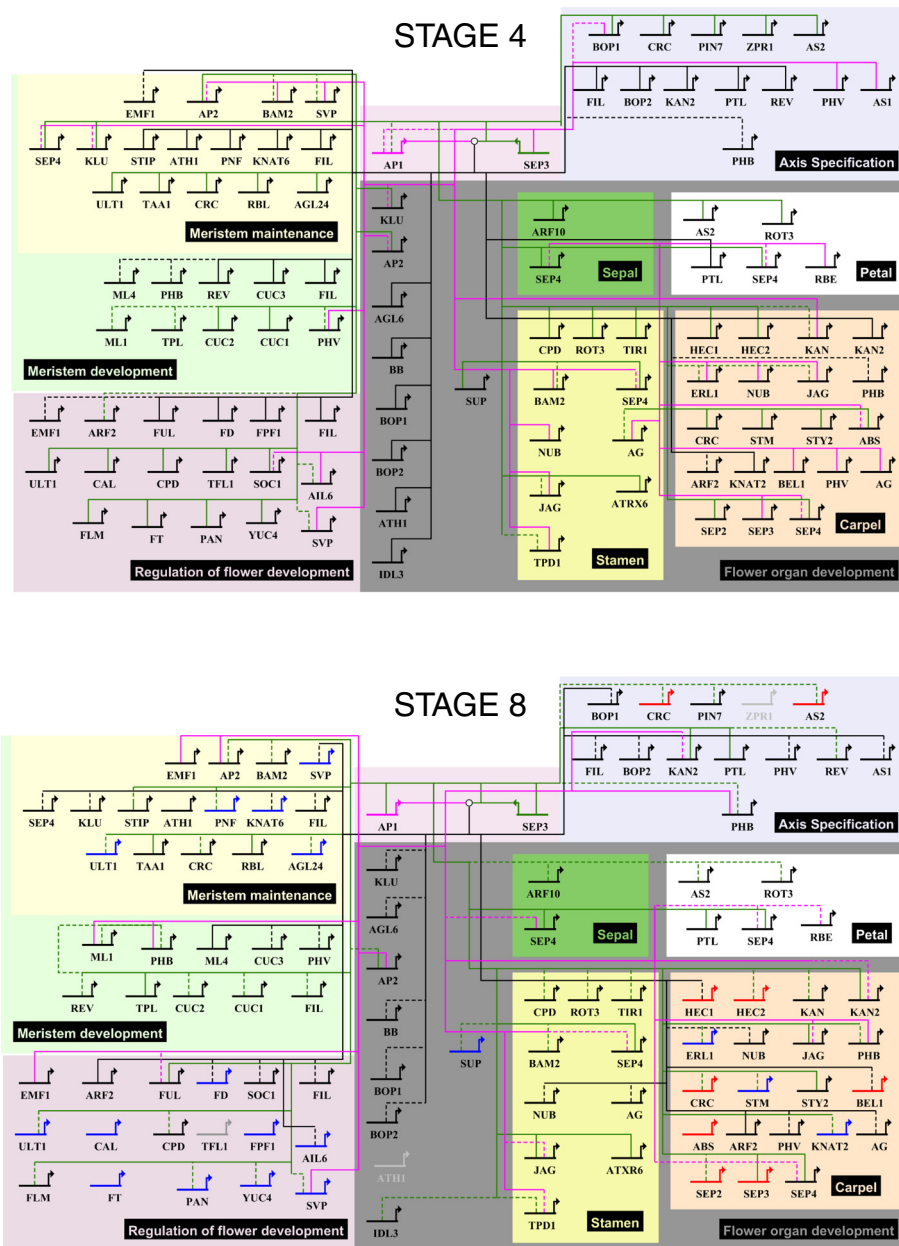 STAGE 4
BOP1 CRC PIN7 ZPR1 AS2
FIL BOP2 KAN2 PTL REV PHV AS1
PHB
Axis Specification
EMF1 AP2 BAM2 SVP
SEP4 KLU STIP ATH1 PNF KNAT6 FIL
ULT1 TAA1 CRC RBL AGL24
Meristem maintenance
AP1 SEP3
ML4 PHB REV CUC3 FIL
ML1 TPL CUC2 CUC1 PHV
Meristem development
EMF1 ARF2 FUL FD FPF1 FIL
ULT1 CAL CPD TFL1 SOC1 AIL6
FLM FT PAN YUC4 SVP
Regulation of flower development
KLU
AP2
AGL6
BB
BOP1
BOP2
ATH1
IDL3
SUP
ARF10
SEP4
Sepal
AS2 ROT3
PTL SEP4 RBE
Petal
CPD ROT3 TIR1
BAM2 SEP4
NUB AG
JAG ATRX6
TPD1
Stamen
HEC1 HEC2 KAN KAN2
ERL1 NUB JAG PHB
CRC STM STY2 ABS
ARF2 KNAT2 BEL1 PHV AG
SEP2 SEP3 SEP4
Carpel
Flower organ development
STAGE 8
BOP1 CRC PIN7 ZPR1 AS2
FIL BOP2 KAN2 PTL PHV REV AS1
PHB
Axis Specification
EMF1 AP2 BAM2 SVP
SEP4 KLU STIP ATH1 PNF KNAT6 FIL
ULT1 TAA1 CRC RBL AGL24
Meristem maintenance
AP1 SEP3
ML1 PHB ML4 CUC3 PHV
REV TPL CUC2 CUC1 FIL
Meristem development
EMF1 ARF2 FUL FD SOC1 FIL
ULT1 CAL CPD TFL1 FPF1 AIL6
FLM FT PAN YUC4 SVP
Regulation of flower development
KLU
AGL6
AP2
BB
BOP1
BOP2
ATH1
IDL3
SUP
ARF10
SEP4
Sepal
AS2 ROT3
PTL SEP4 RBE
Petal
CPD ROT3 TIR1
BAM2 SEP4
NUB AG
JAG ATXR6
TPD1
Stamen
HEC1 HEC2 KAN KAN2
ERL1 NUB JAG PHB
CRC STM STY2 BEL1
ABS ARF2 PHV KNAT2 AG
SEP2 SEP3 SEP4
Carpel
Flower organ development